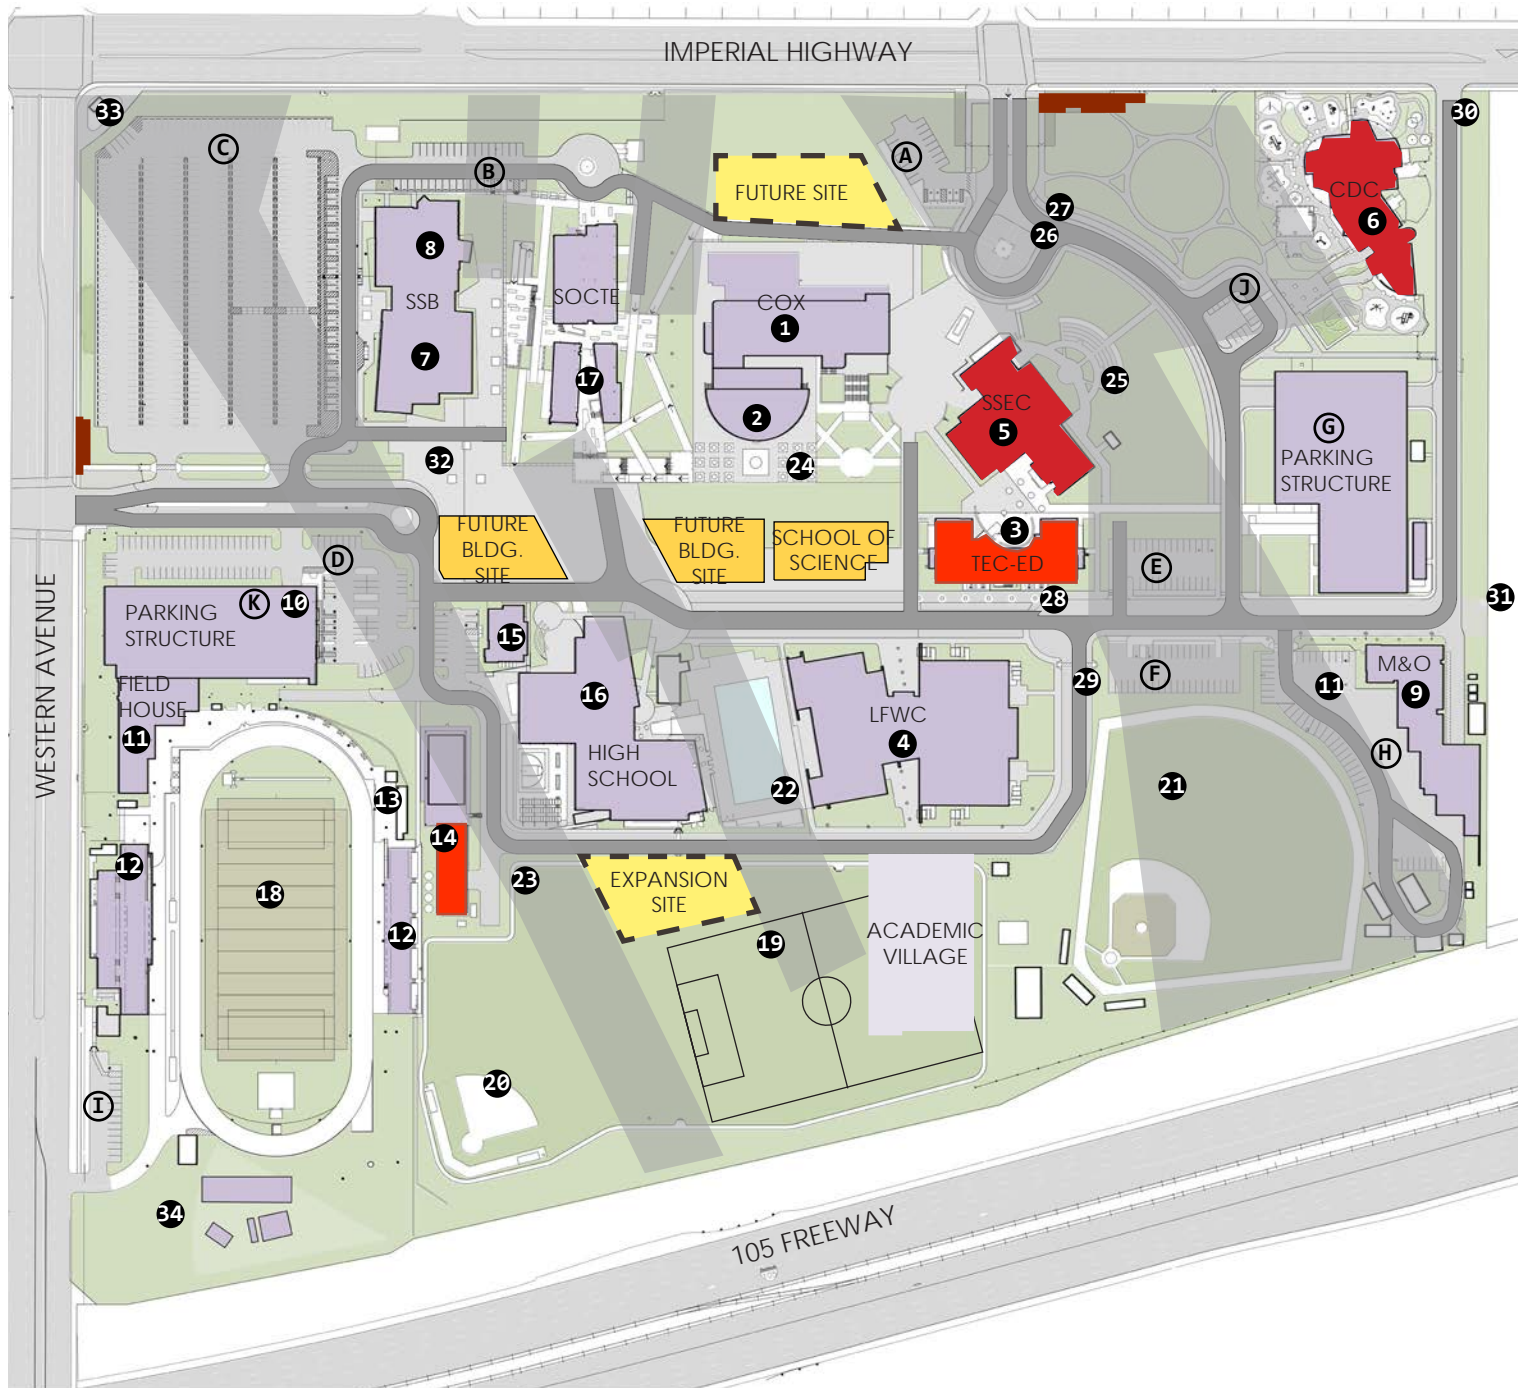 IMPERIAL HIGHWAY
33
30
C
A
B
FUTURE SITE
CDC
6
27
26
8
SSB
SOCTE
J
COX
1
7
17
25
2
SSEC
5
G
PARKING
STRUCTURE
32
24
FUTURE
BLDG.
SITE
FUTURE
BLDG.
SITE
SCHOOL OF
SCIENCE
3
TEC-ED
D
E
WESTERN AVENUE
K
10
PARKING
STRUCTURE
28
31
15
M&O
9
FIELD
HOUSE
11
16
29
F
11
LFWC
4
HIGH
SCHOOL
H
22
21
13
14
12
18
23
EXPANSION
SITE
12
19
ACADEMIC
VILLAGE
20
I
34
105 FREEWAY